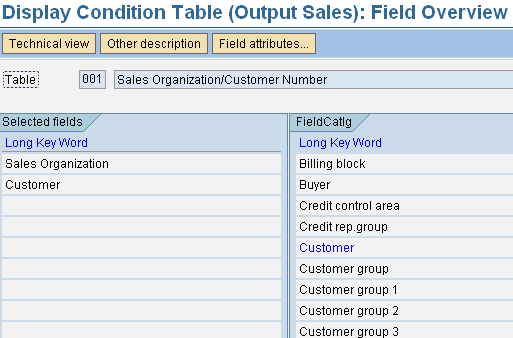 Display Condition Table (Output Sales): Field Overview
Technical view Other description Field attributes...
Table 001 Sales Organization/Customer Number
Selected fields
Long Key Word
Sales Organization
Customer
FieldCatlg
Long Key Word
Billing block
Buyer
Credit control area
Credit rep.group
Customer
Customer group
Customer group 1
Customer group 2
Customer group 3